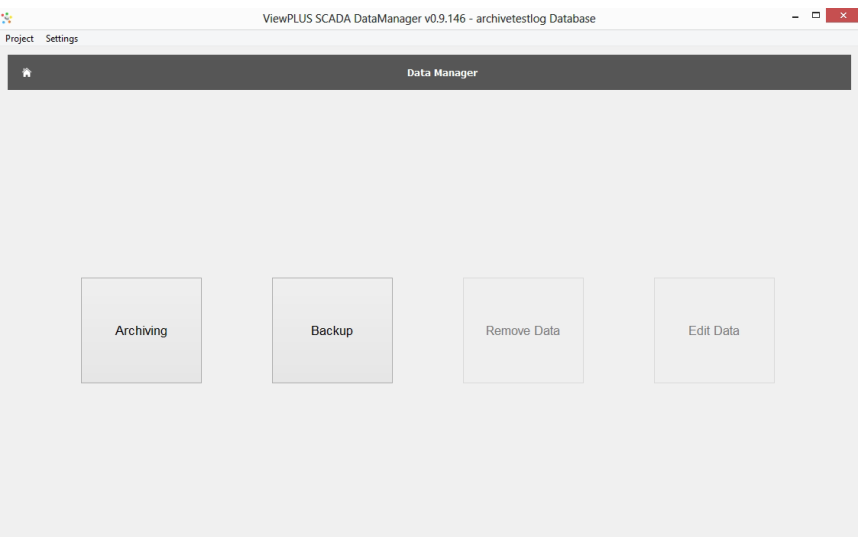 ViewPLUS SCADA DataManager v0.9.146 - archivetestlog Database
Project Settings
Data Manager
Archiving Backup Remove Data Edit Data